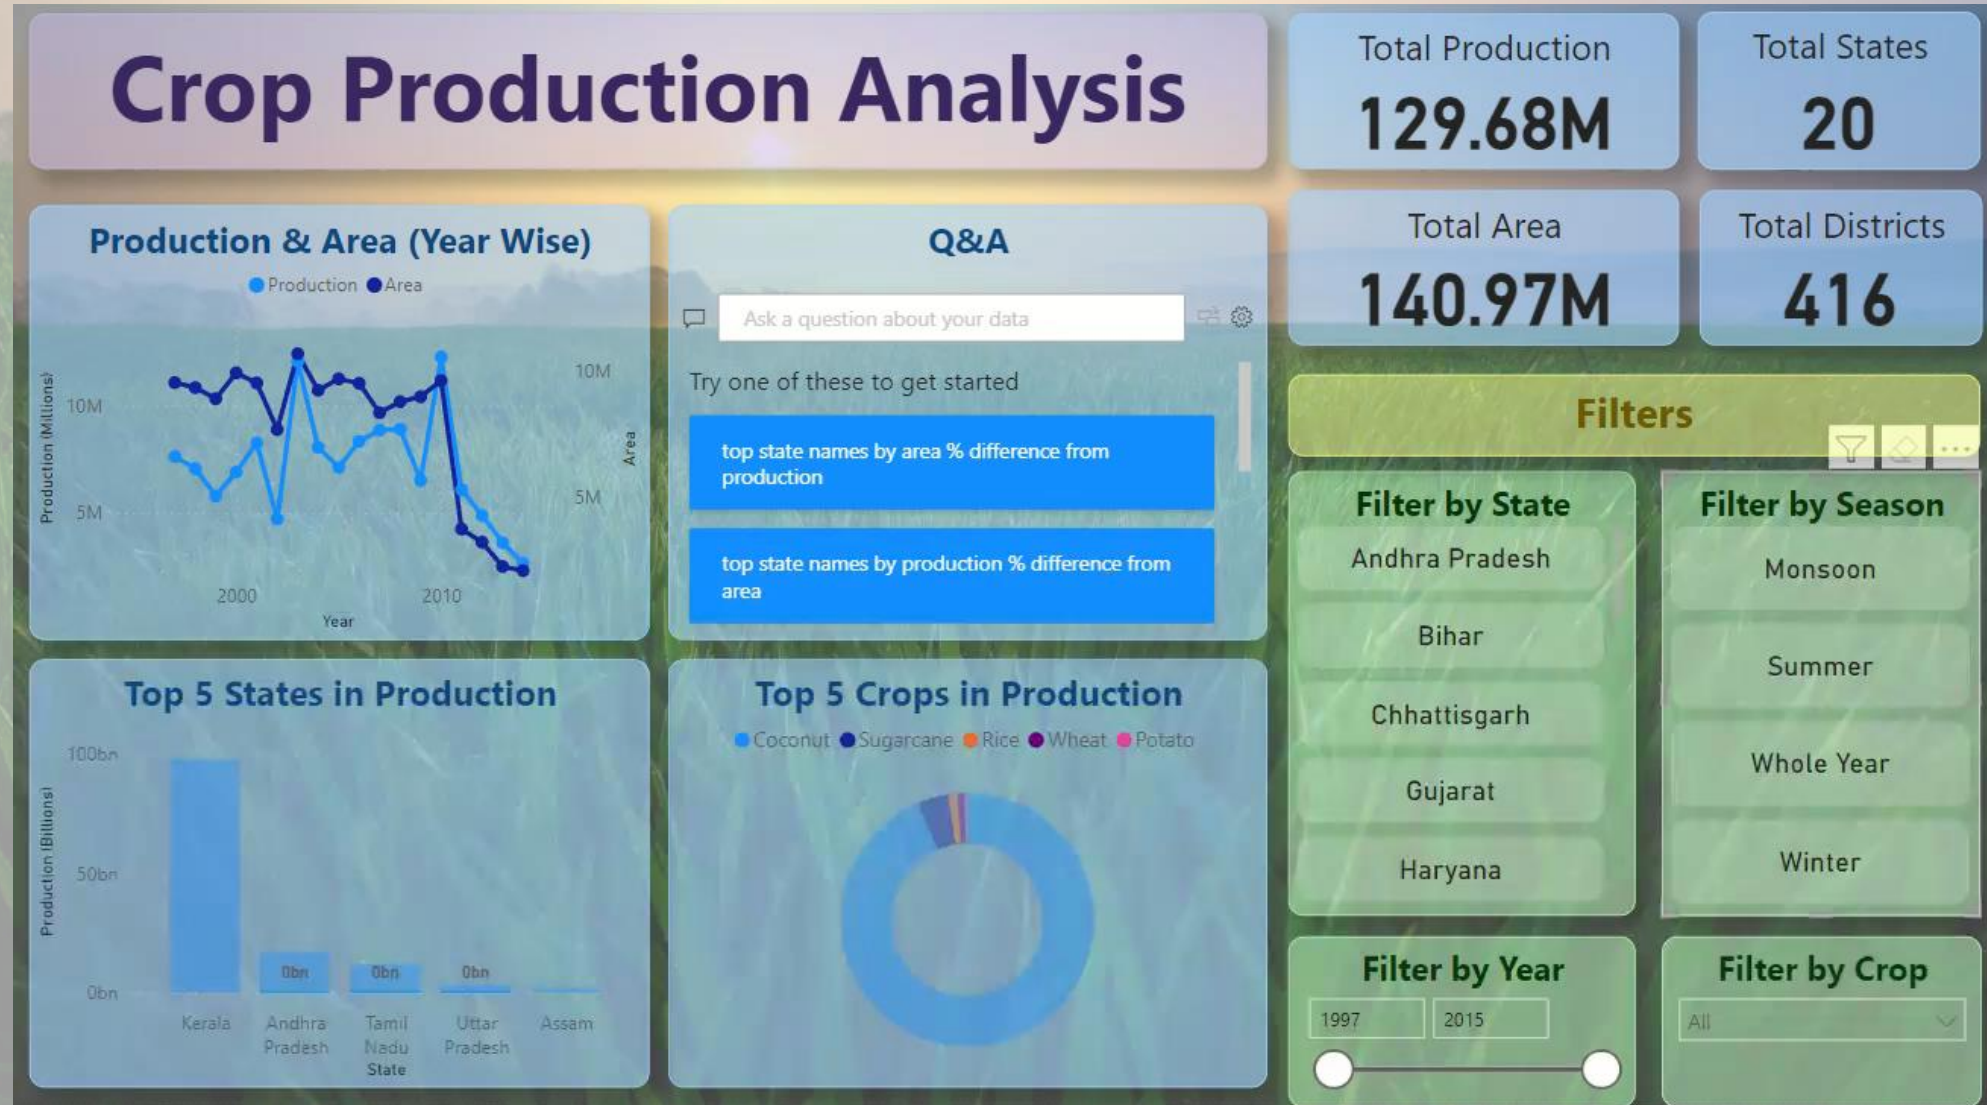 Crop Production Analysis
Total Production
129.68M
Total States
20
Total Area
140.97M
Total Districts
416
Production & Area (Year Wise)
Production Area
Production (Millions)
10M
5M
10M
5M
Area
2000 2010
Year
Q&A
Ask a question about your data
Try one of these to get started
top state names by area % difference from
production
top state names by production % difference from
area
Filters
Filter by State
Andhra Pradesh
Bihar
Chhattisgarh
Gujarat
Haryana
Filter by Season
Monsoon
Summer
Whole Year
Winter
Top 5 States in Production
Production (Billions)
100bn
50bn
0bn
0bn 0bn 0bn
Kerala Andhra Pradesh Tamil Nadu Uttar Pradesh Assam
State
Top 5 Crops in Production
Coconut Sugarcane Rice Wheat Potato
Filter by Year
1997 2015
Filter by Crop
All